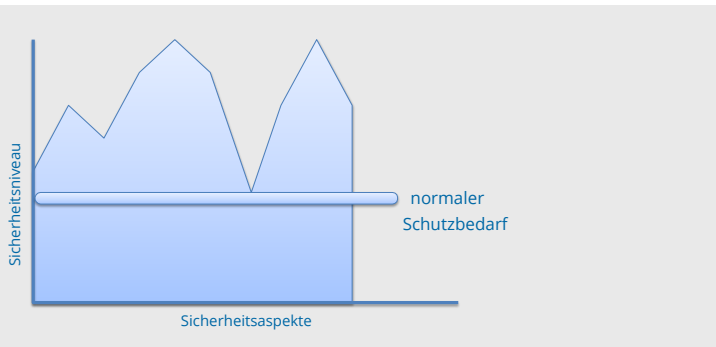 Sicherheitsniveau
normaler
Schutzbedarf
Sicherheitsaspekte